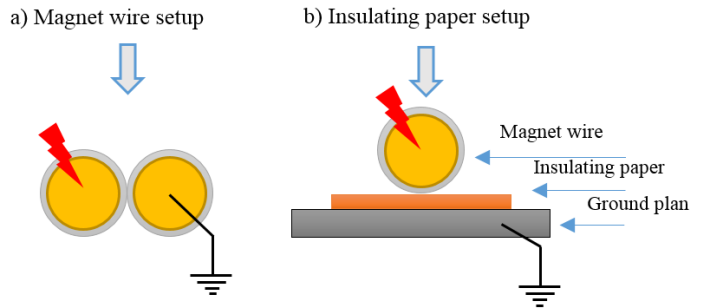 a) Magnet wire setup
b) Insulating paper setup
Magnet wire
Insulating paper
Ground plan